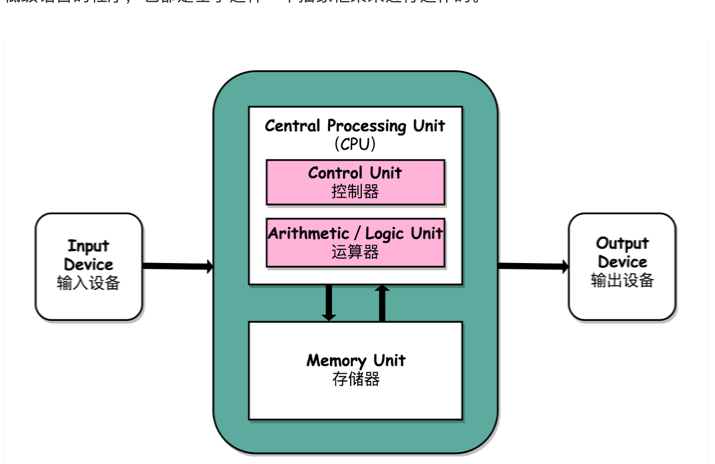 Central Processing Unit
(CPU)
Control Unit
控制器
Arithmetic / Logic Unit
运算器
Input
Device
输入设备
Output
Device
输出设备
Memory Unit
存储器